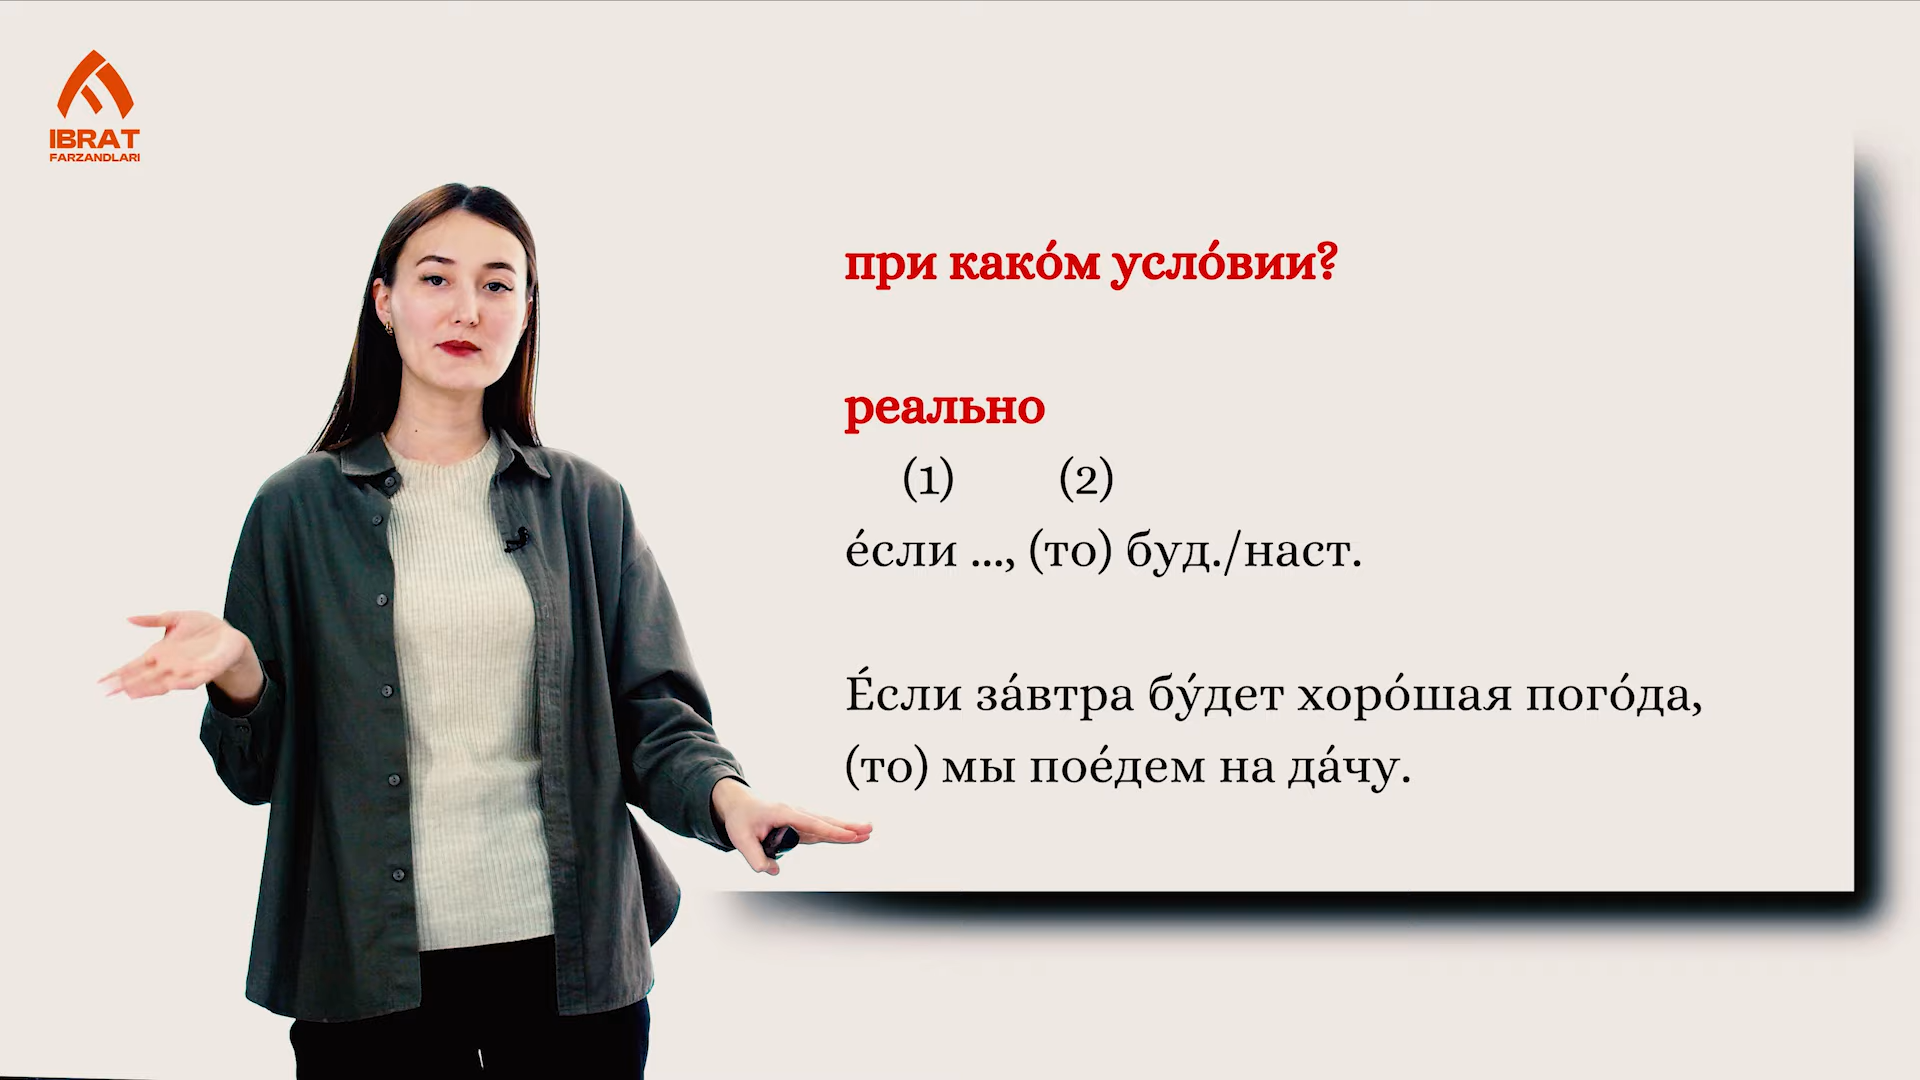 IBRAT
FARZANDLARI
при како́м усло́вии?
реально
(1) (2)
е́сли ..., (то) буд./наст.
Е́сли за́втра бу́дет хоро́шая пого́да,
(то) мы пое́дем на да́чу.